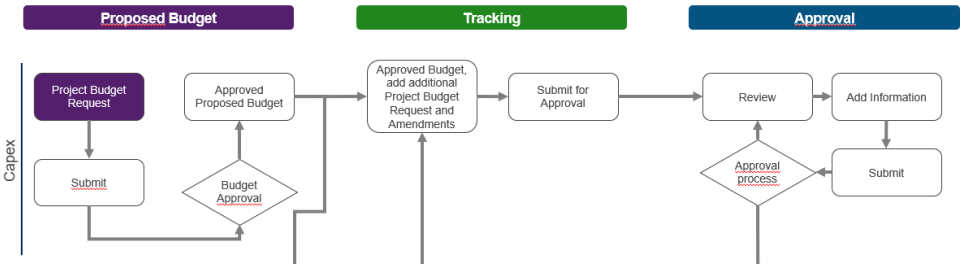 Proposed Budget
Tracking
Approval
Capex
Project Budget
Request
Submit
Approved
Proposed Budget
Budget
Approval
Approved Budget,
add additional
Project Budget
Request and
Amendments
Submit for
Approval
Review
Add Information
Approval
process
Submit